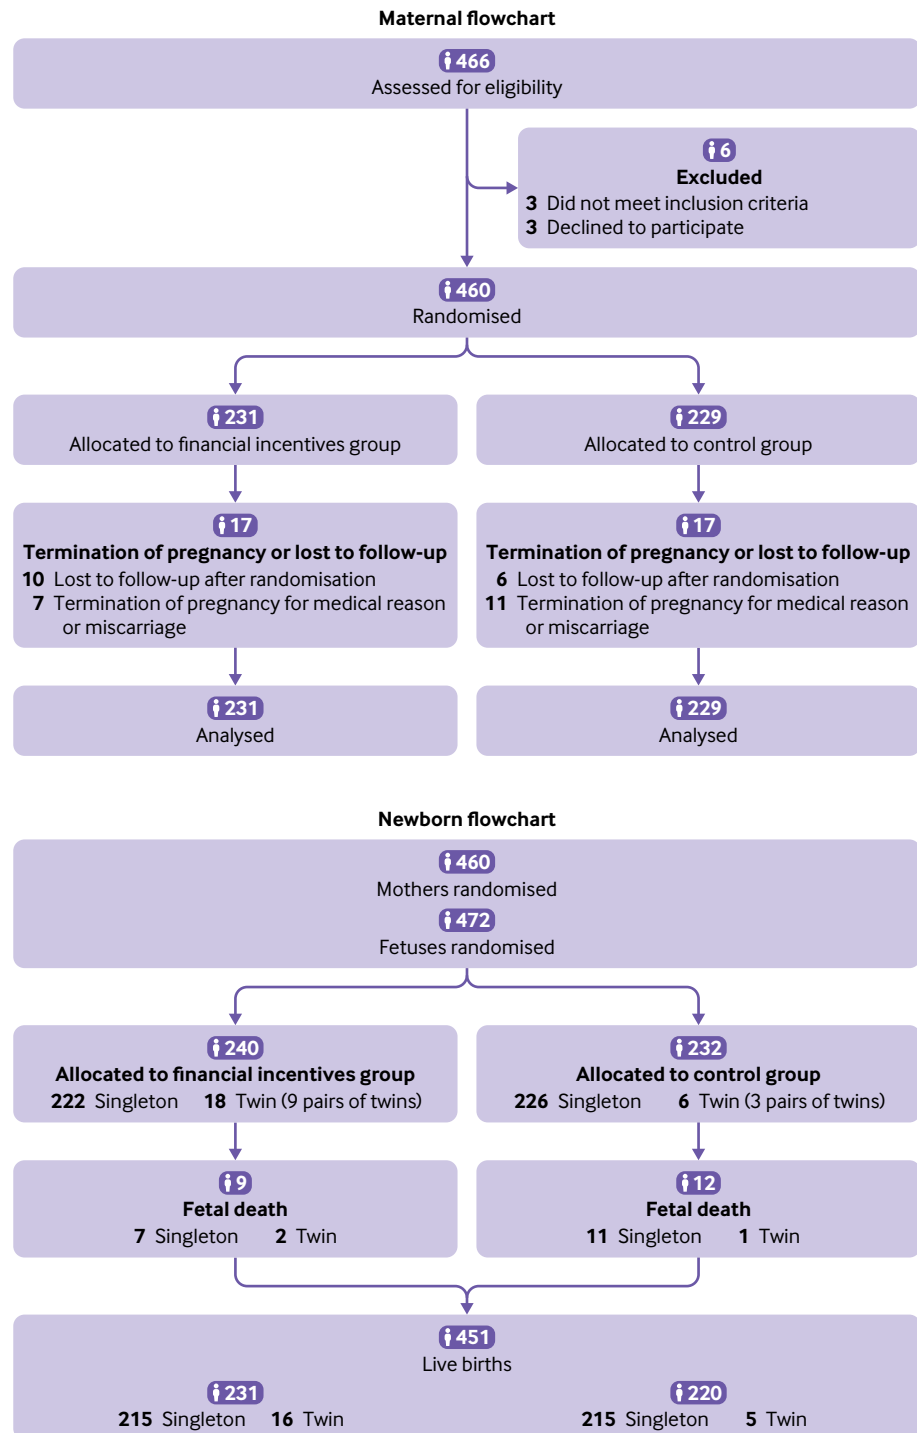 Maternal flowchart
466
Assessed for eligibility
6
Excluded
3 Did not meet inclusion criteria
3 Declined to participate
460
Randomised
231
Allocated to financial incentives group
229
Allocated to control group
17
Termination of pregnancy or lost to follow-up
10 Lost to follow-up after randomisation
7 Termination of pregnancy for medical reason
or miscarriage
17
Termination of pregnancy or lost to follow-up
6 Lost to follow-up after randomisation
11 Termination of pregnancy for medical reason
or miscarriage
231
Analysed
229
Analysed
Newborn flowchart
460
Mothers randomised
472
Fetuses randomised
240
Allocated to financial incentives group
222 Singleton 18 Twin (9 pairs of twins)
232
Allocated to control group
226 Singleton 6 Twin (3 pairs of twins)
9
Fetal death
7 Singleton 2 Twin
12
Fetal death
11 Singleton 1 Twin
451
Live births
231
215 Singleton 16 Twin
220
215 Singleton 5 Twin